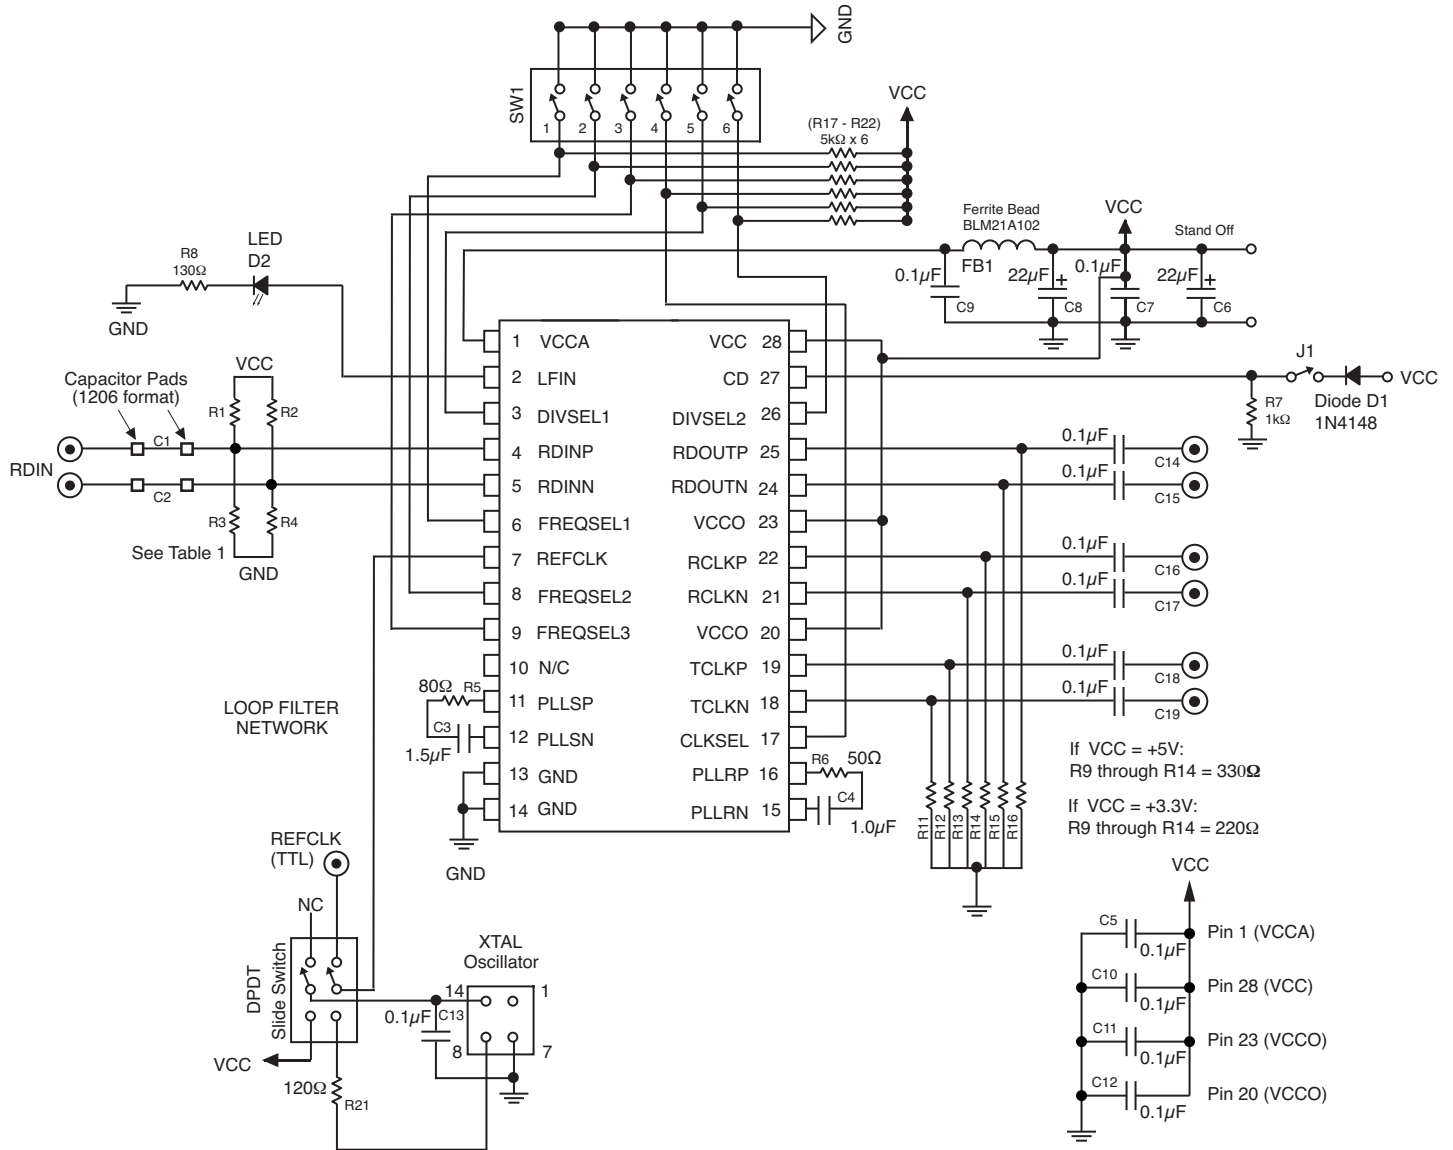 GND
SW1
1 2 3 4 5 6
VCC
(R17 - R22)
5kΩ x 6
Ferrite Bead
BLM21A102
VCC
Stand Off
0.1µF
FB1
22µF
+
0.1µF
22µF
+
C9
C8
C7
C6
LED
D2
R8
130Ω
GND
VCC
Capacitor Pads
(1206 format)
R1
R2
C1
RDIN
C2
R3
R4
See Table 1
GND
1 VCCA
2 LFIN
3 DIVSEL1
4 RDINP
5 RDINN
6 FREQSEL1
7 REFCLK
8 FREQSEL2
9 FREQSEL3
10 N/C
11 PLLSP
12 PLLSN
13 GND
14 GND
VCC 28
CD 27
DIVSEL2 26
RDOUTP 25
RDOUTN 24
VCCO 23
RCLKP 22
RCLKN 21
VCCO 20
TCLKP 19
TCLKN 18
CLKSEL 17
PLLRP 16
PLLRN 15
J1
VCC
R7
1kΩ
Diode D1
1N4148
0.1µF
C14
0.1µF
C15
0.1µF
C16
0.1µF
C17
0.1µF
C18
0.1µF
C19
80Ω
R5
C3
1.5µF
LOOP FILTER
NETWORK
GND
R6
50Ω
C4
1.0µF
R11
R12
R13
R14
R15
R16
If VCC = +5V:
R9 through R14 = 330Ω
If VCC = +3.3V:
R9 through R14 = 220Ω
REFCLK
(TTL)
NC
DPDT
Slide Switch
VCC
120Ω
R21
XTAL
Oscillator
14
1
0.1µF
C13
8
7
VCC
C5
0.1µF
Pin 1 (VCCA)
C10
0.1µF
Pin 28 (VCC)
C11
0.1µF
Pin 23 (VCCO)
C12
0.1µF
Pin 20 (VCCO)